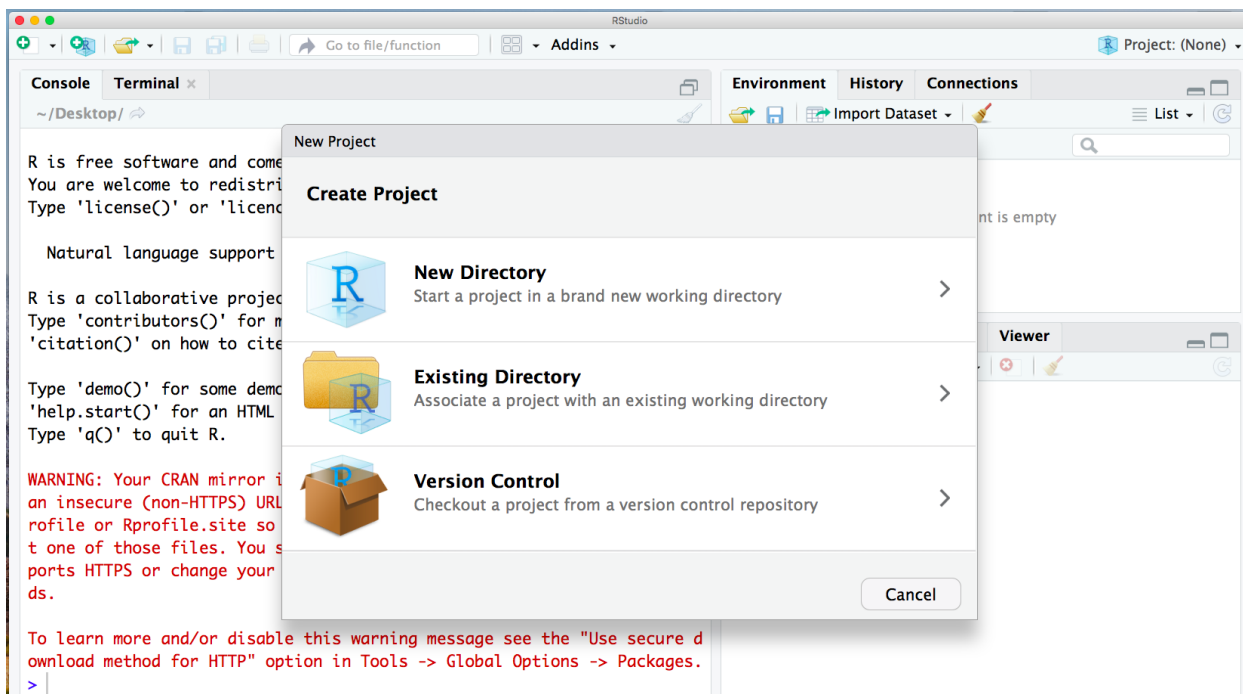 RStudio
Go to file/function
Addins
Project: (None)
Console Terminal
~/Desktop/
R is free software and come
You are welcome to redistri
Type 'license()' or 'licenc
Natural language support
R is a collaborative projec
Type 'contributors()' for m
'citation()' on how to cite
Type 'demo()' for some demo
'help.start()' for an HTML
Type 'q()' to quit R.
WARNING: Your CRAN mirror i
an insecure (non-HTTPS) URL
rofile or Rprofile.site so
t one of those files. You s
ports HTTPS or change your
ds.
To learn more and/or disable this warning message see the "Use secure d
ownload method for HTTP" option in Tools -> Global Options -> Packages.
>
New Project
Create Project
R
New Directory
Start a project in a brand new working directory
R
Existing Directory
Associate a project with an existing working directory
R
Version Control
Checkout a project from a version control repository
Cancel
Environment History Connections
Import Dataset
List
nt is empty
Viewer